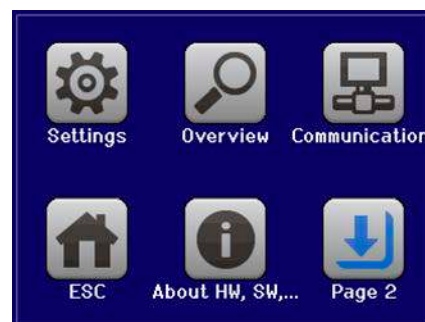 Settings
Overview
Communication
ESC
About HW, SW,...
Page 2